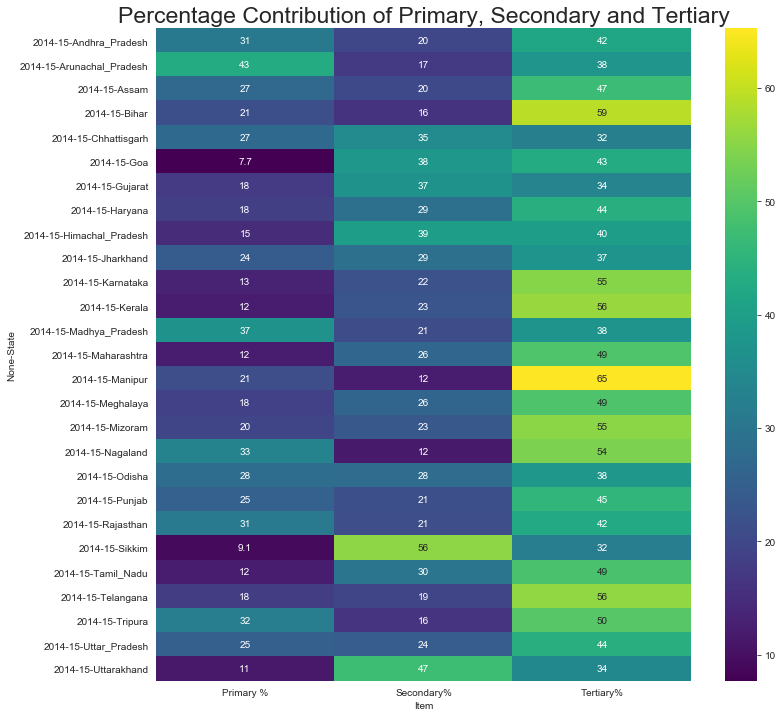 Percentage Contribution of Primary, Secondary and Tertiary
2014-15-Andhra_Pradesh 31 20 42
2014-15-Arunachal_Pradesh 43 17 38
2014-15-Assam 27 20 47
2014-15-Bihar 21 16 59
2014-15-Chhattisgarh 27 35 32
2014-15-Goa 7.7 38 43
2014-15-Gujarat 18 37 34
2014-15-Haryana 18 29 44
2014-15-Himachal_Pradesh 15 39 40
2014-15-Jharkhand 24 29 37
2014-15-Karnataka 13 22 55
2014-15-Kerala 12 23 56
2014-15-Madhya_Pradesh 37 21 38
2014-15-Maharashtra 12 26 49
2014-15-Manipur 21 12 65
2014-15-Meghalaya 18 26 49
2014-15-Mizoram 20 23 55
2014-15-Nagaland 33 12 54
2014-15-Odisha 28 28 38
2014-15-Punjab 25 21 45
2014-15-Rajasthan 31 21 42
2014-15-Sikkim 9.1 56 32
2014-15-Tamil_Nadu 12 30 49
2014-15-Telangana 18 19 56
2014-15-Tripura 32 16 50
2014-15-Uttar_Pradesh 25 24 44
2014-15-Uttarakhand 11 47 34
None-State
Primary % Secondary% Tertiary%
Item
60
50
40
30
20
10